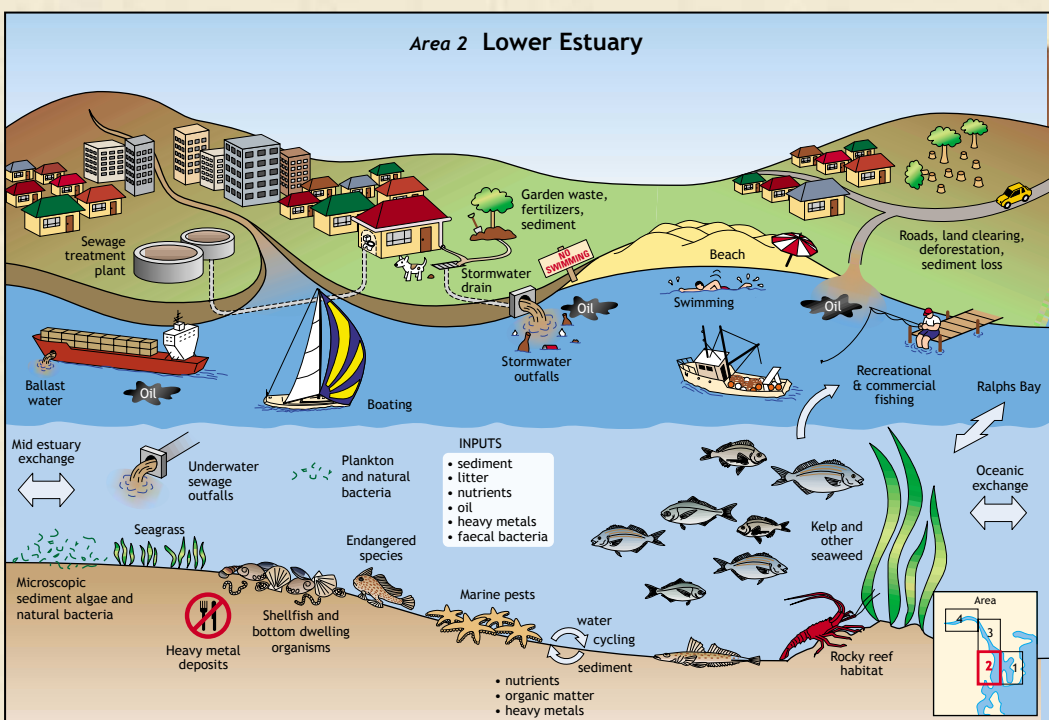 Area 2 Lower Estuary
Garden waste,
fertilizers,
sediment
Sewage
treatment
plant
Stormwater
drain
NO
SWIMMING
Beach
Roads, land clearing,
deforestation,
sediment loss
Oil
Swimming
Oil
Stormwater
outfalls
Ballast
water
Oil
Boating
Recreational
& commercial
fishing
Ralphs Bay
Mid estuary
exchange
Underwater
sewage
outfalls
Plankton
and natural
bacteria
INPUTS
• sediment
• litter
• nutrients
• oil
• heavy metals
• faecal bacteria
Oceanic
exchange
Kelp and
other
seaweed
Seagrass
Endangered
species
Microscopic
sediment algae and
natural bacteria
Heavy metal
deposits
Shellfish and
bottom dwelling
organisms
Marine pests
water
cycling
sediment
• nutrients
• organic matter
• heavy metals
Rocky reef
habitat
Area
4
3
2
1